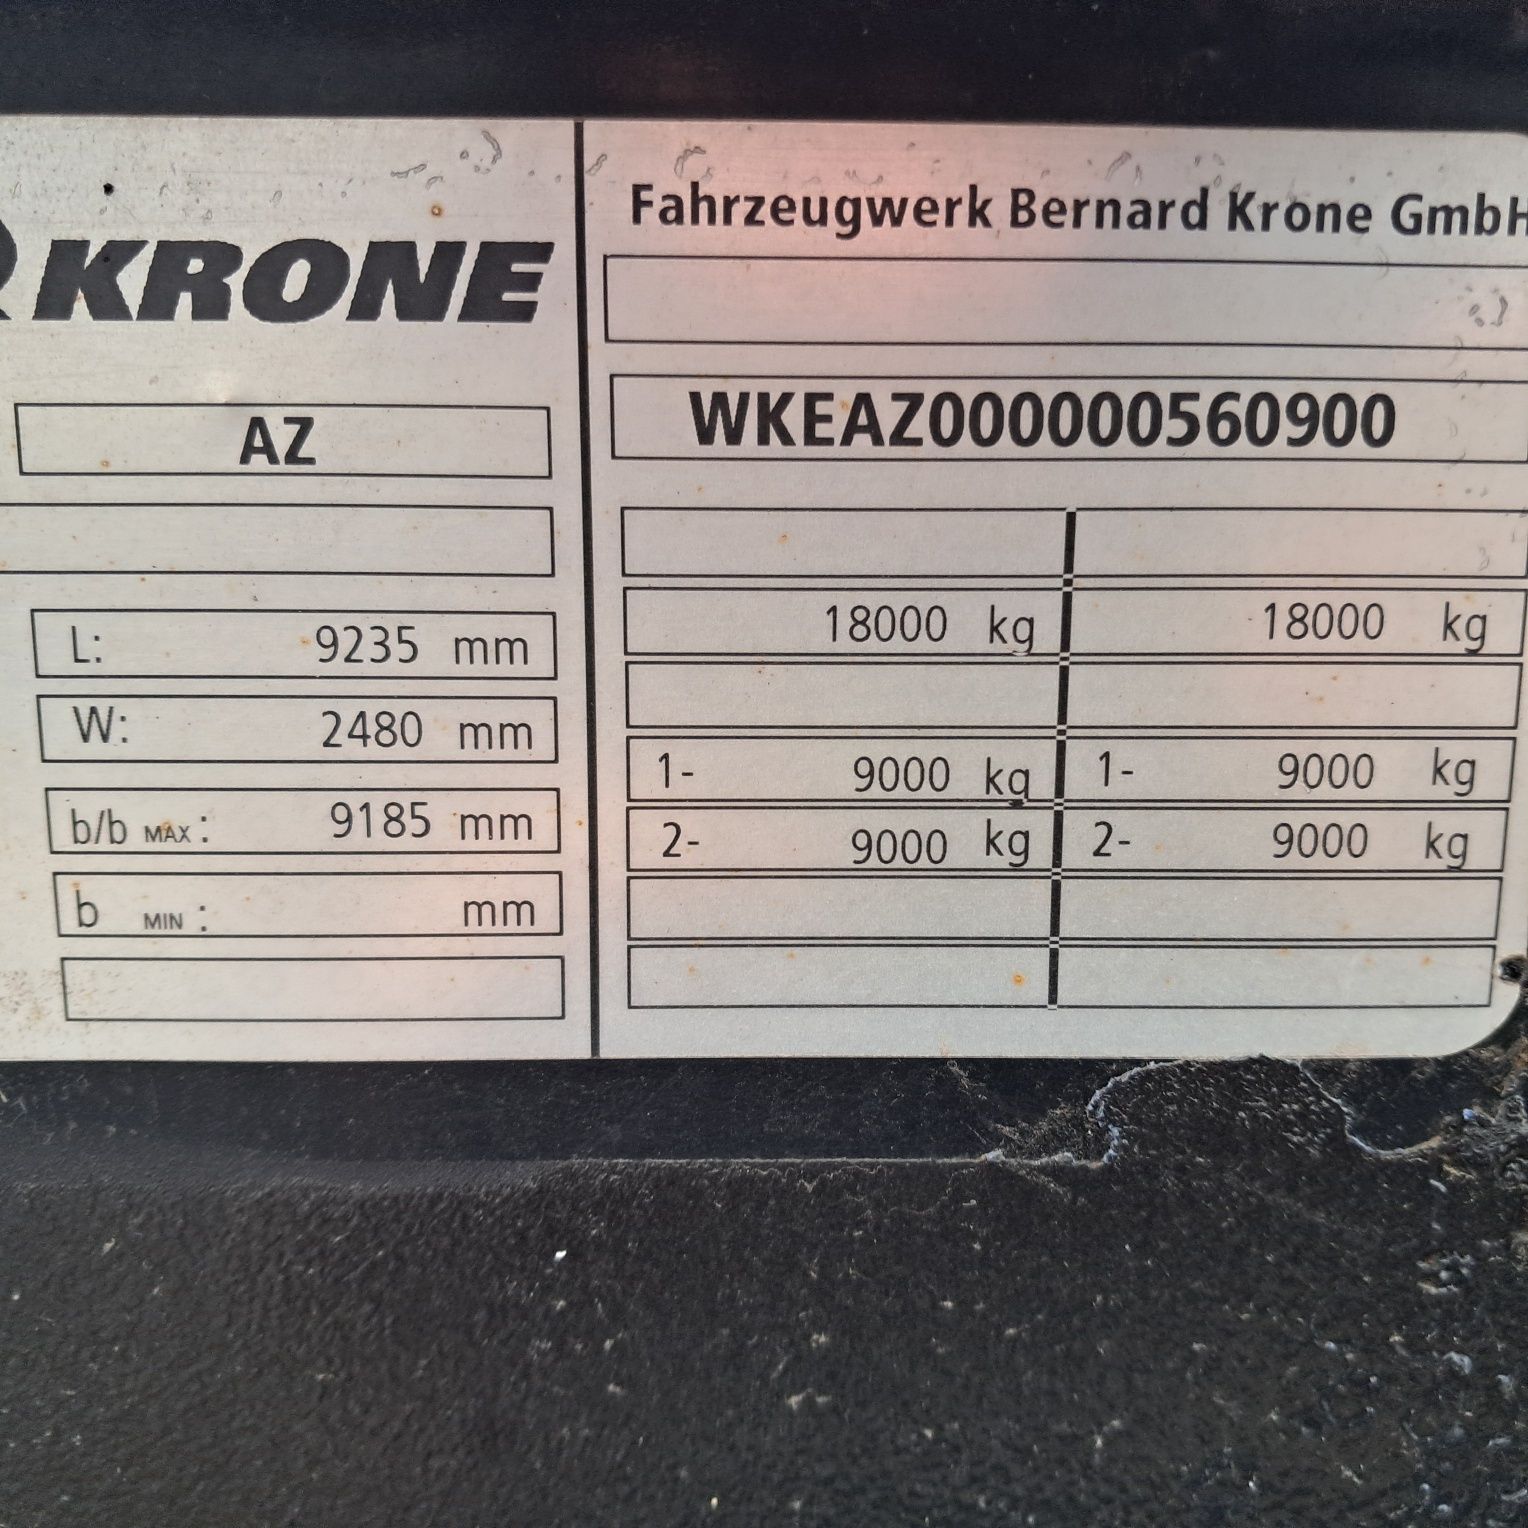 KRONE
AZ
L: 9235 mm
W: 2480 mm
b/b MAX: 9185 mm
b MIN: mm
Fahrzeugwerk Bernard Krone GmbH
WKEAZ000000560900
18000 kg 18000 kg
1- 9000 kg 1- 9000 kg
2- 9000 kg 2- 9000 kg